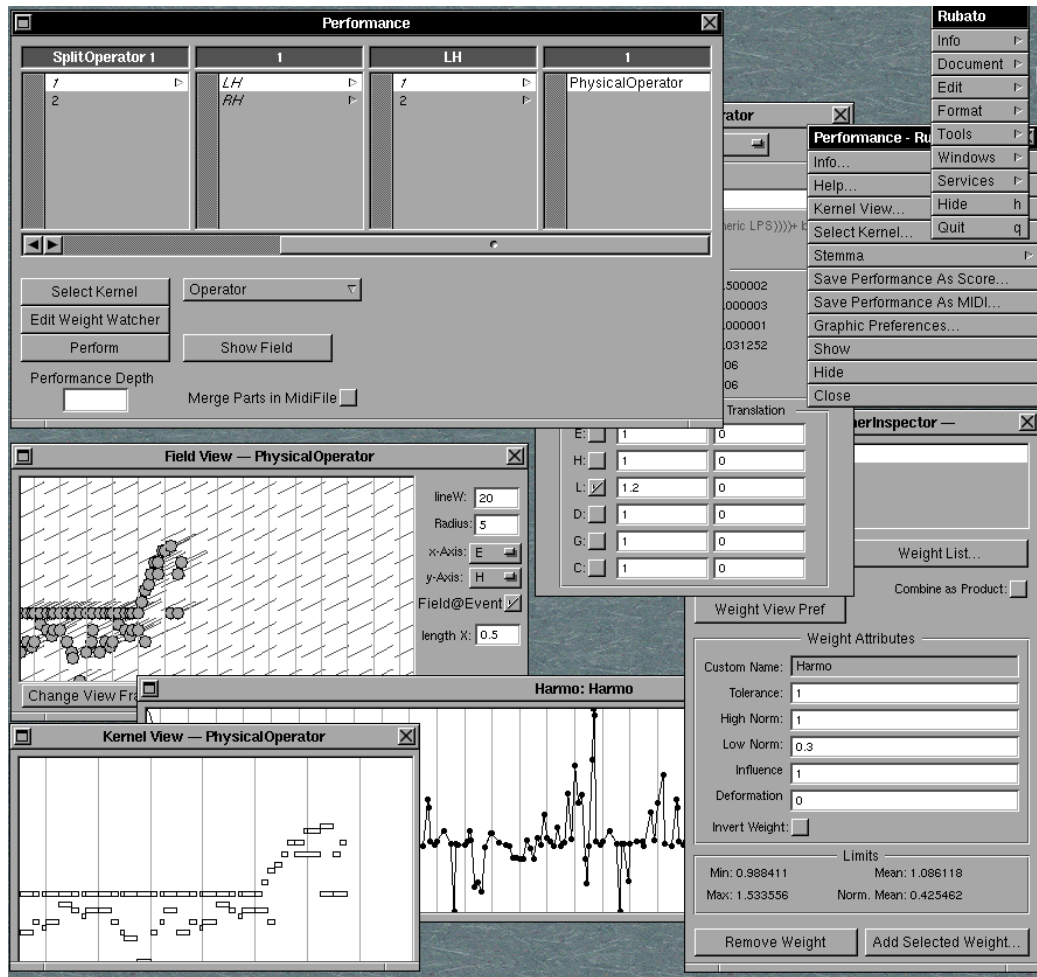 Performance
SplitOperator 1
1
LH
1
1
2
LH
RH
1
2
PhysicalOperator
Select Kernel
Operator
Edit Weight Watcher
Perform
Show Field
Performance Depth
Merge Parts in MidiFile
Rubato
Info
Document
Edit
Format
Tools
Windows
Services
Hide h
Quit q
Performance - Ru
Info...
Help...
Kernel View...
Select Kernel...
Stemma
Save Performance As Score...
Save Performance As MIDI...
Graphic Preferences...
Show
Hide
Close
rator
neric LPS))))+ b
.500002
.000003
.000001
.031252
06
06
Translation
E: 1 0
H: 1 0
L: 1.2 0
D: 1 0
G: 1 0
C: 1 0
Field View — PhysicalOperator
lineW: 20
Radius: 5
x-Axis: E
y-Axis: H
Field@Event
length X: 0.5
Change View Fra
Harmo: Harmo
Kernel View — PhysicalOperator
herInspector —
Weight List...
Combine as Product:
Weight View Pref
Weight Attributes
Custom Name: Harmo
Tolerance: 1
High Norm: 1
Low Norm: 0.3
Influence 1
Deformation 0
Invert Weight:
Limits
Min: 0.988411 Mean: 1.086118
Max: 1.533556 Norm. Mean: 0.425462
Remove Weight
Add Selected Weight...